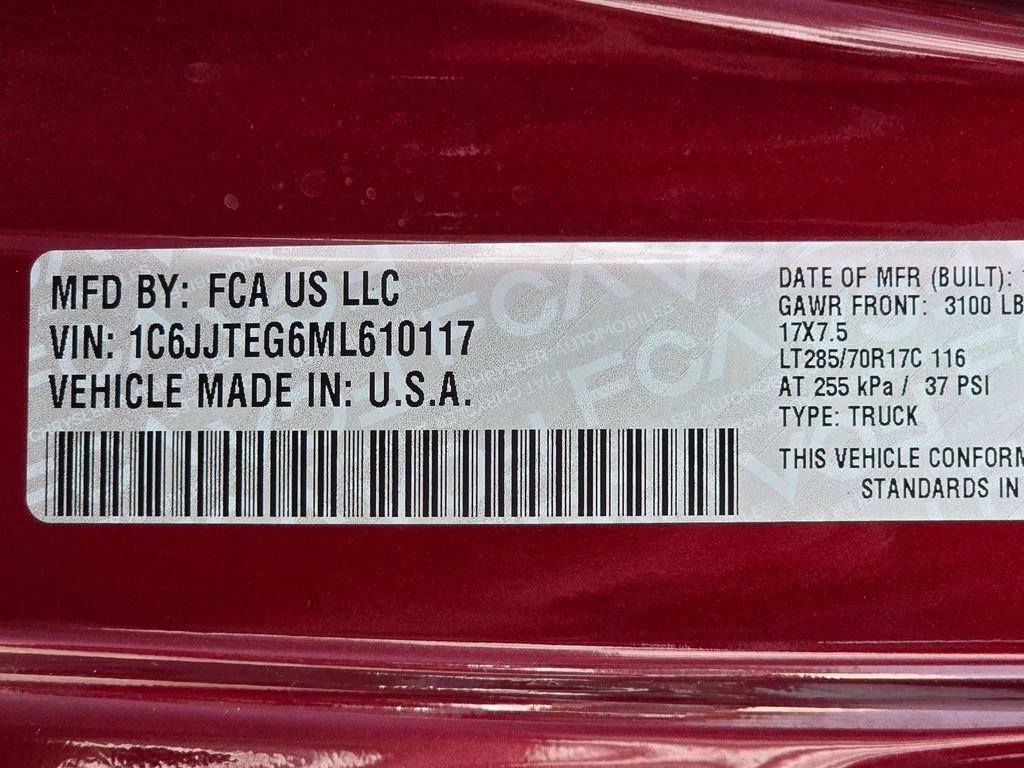 MFD BY: FCA US LLC
VIN: 1C6JJTEG6ML610117
VEHICLE MADE IN: U.S.A.
DATE OF MFR (BUILT):
GAWR FRONT: 3100 LB
17X7.5
LT285/70R17C 116
AT 255 kPa / 37 PSI
TYPE: TRUCK
THIS VEHICLE CONFORM
STANDARDS IN